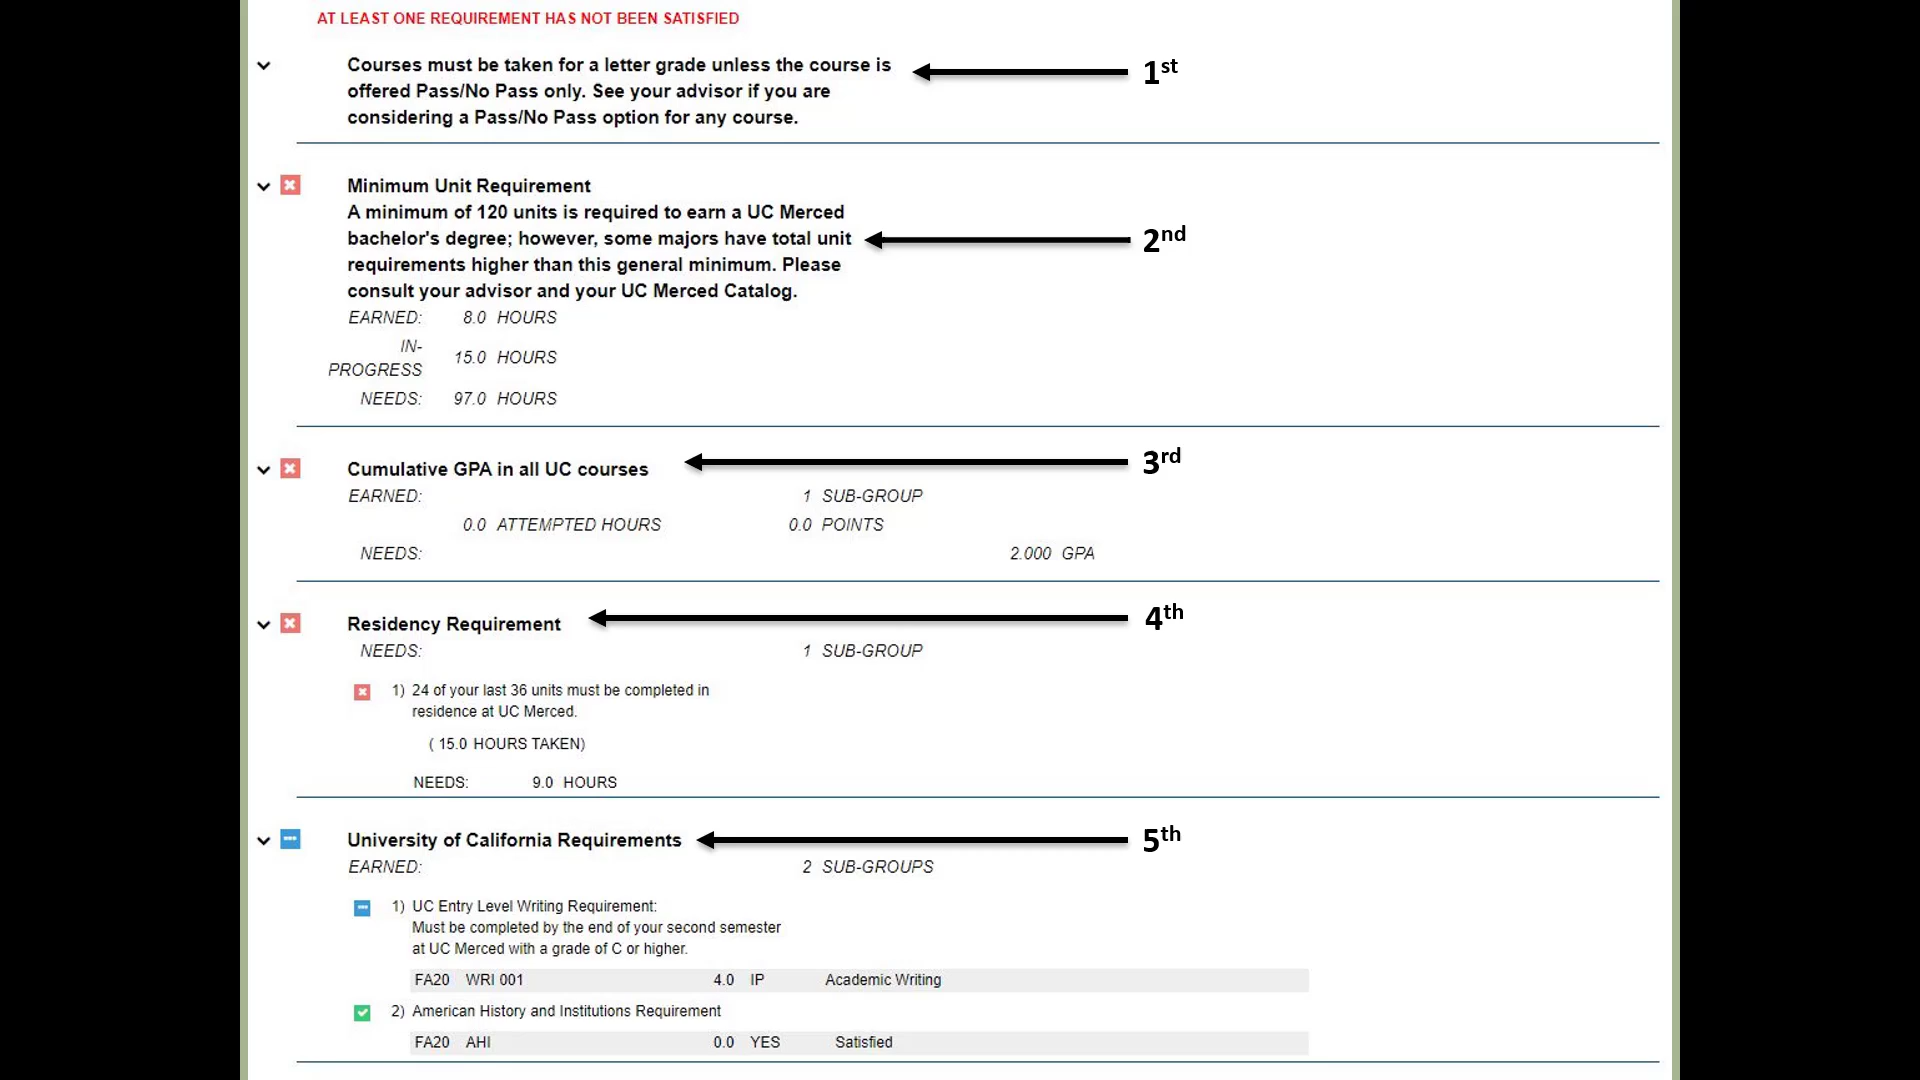 AT LEAST ONE REQUIREMENT HAS NOT BEEN SATISFIED
Courses must be taken for a letter grade unless the course is
offered Pass/No Pass only. See your advisor if you are
considering a Pass/No Pass option for any course.
1st
Minimum Unit Requirement
A minimum of 120 units is required to earn a UC Merced
bachelor's degree; however, some majors have total unit
requirements higher than this general minimum. Please
consult your advisor and your UC Merced Catalog.
2nd
EARNED: 8.0 HOURS
IN-
PROGRESS 15.0 HOURS
NEEDS: 97.0 HOURS
Cumulative GPA in all UC courses
3rd
EARNED: 1 SUB-GROUP
0.0 ATTEMPTED HOURS 0.0 POINTS
NEEDS: 2.000 GPA
Residency Requirement
4th
NEEDS: 1 SUB-GROUP
1) 24 of your last 36 units must be completed in
residence at UC Merced.
( 15.0 HOURS TAKEN)
NEEDS: 9.0 HOURS
University of California Requirements
5th
EARNED: 2 SUB-GROUPS
1) UC Entry Level Writing Requirement:
Must be completed by the end of your second semester
at UC Merced with a grade of C or higher.
FA20 WRI 001 4.0 IP Academic Writing
2) American History and Institutions Requirement
FA20 AHI 0.0 YES Satisfied